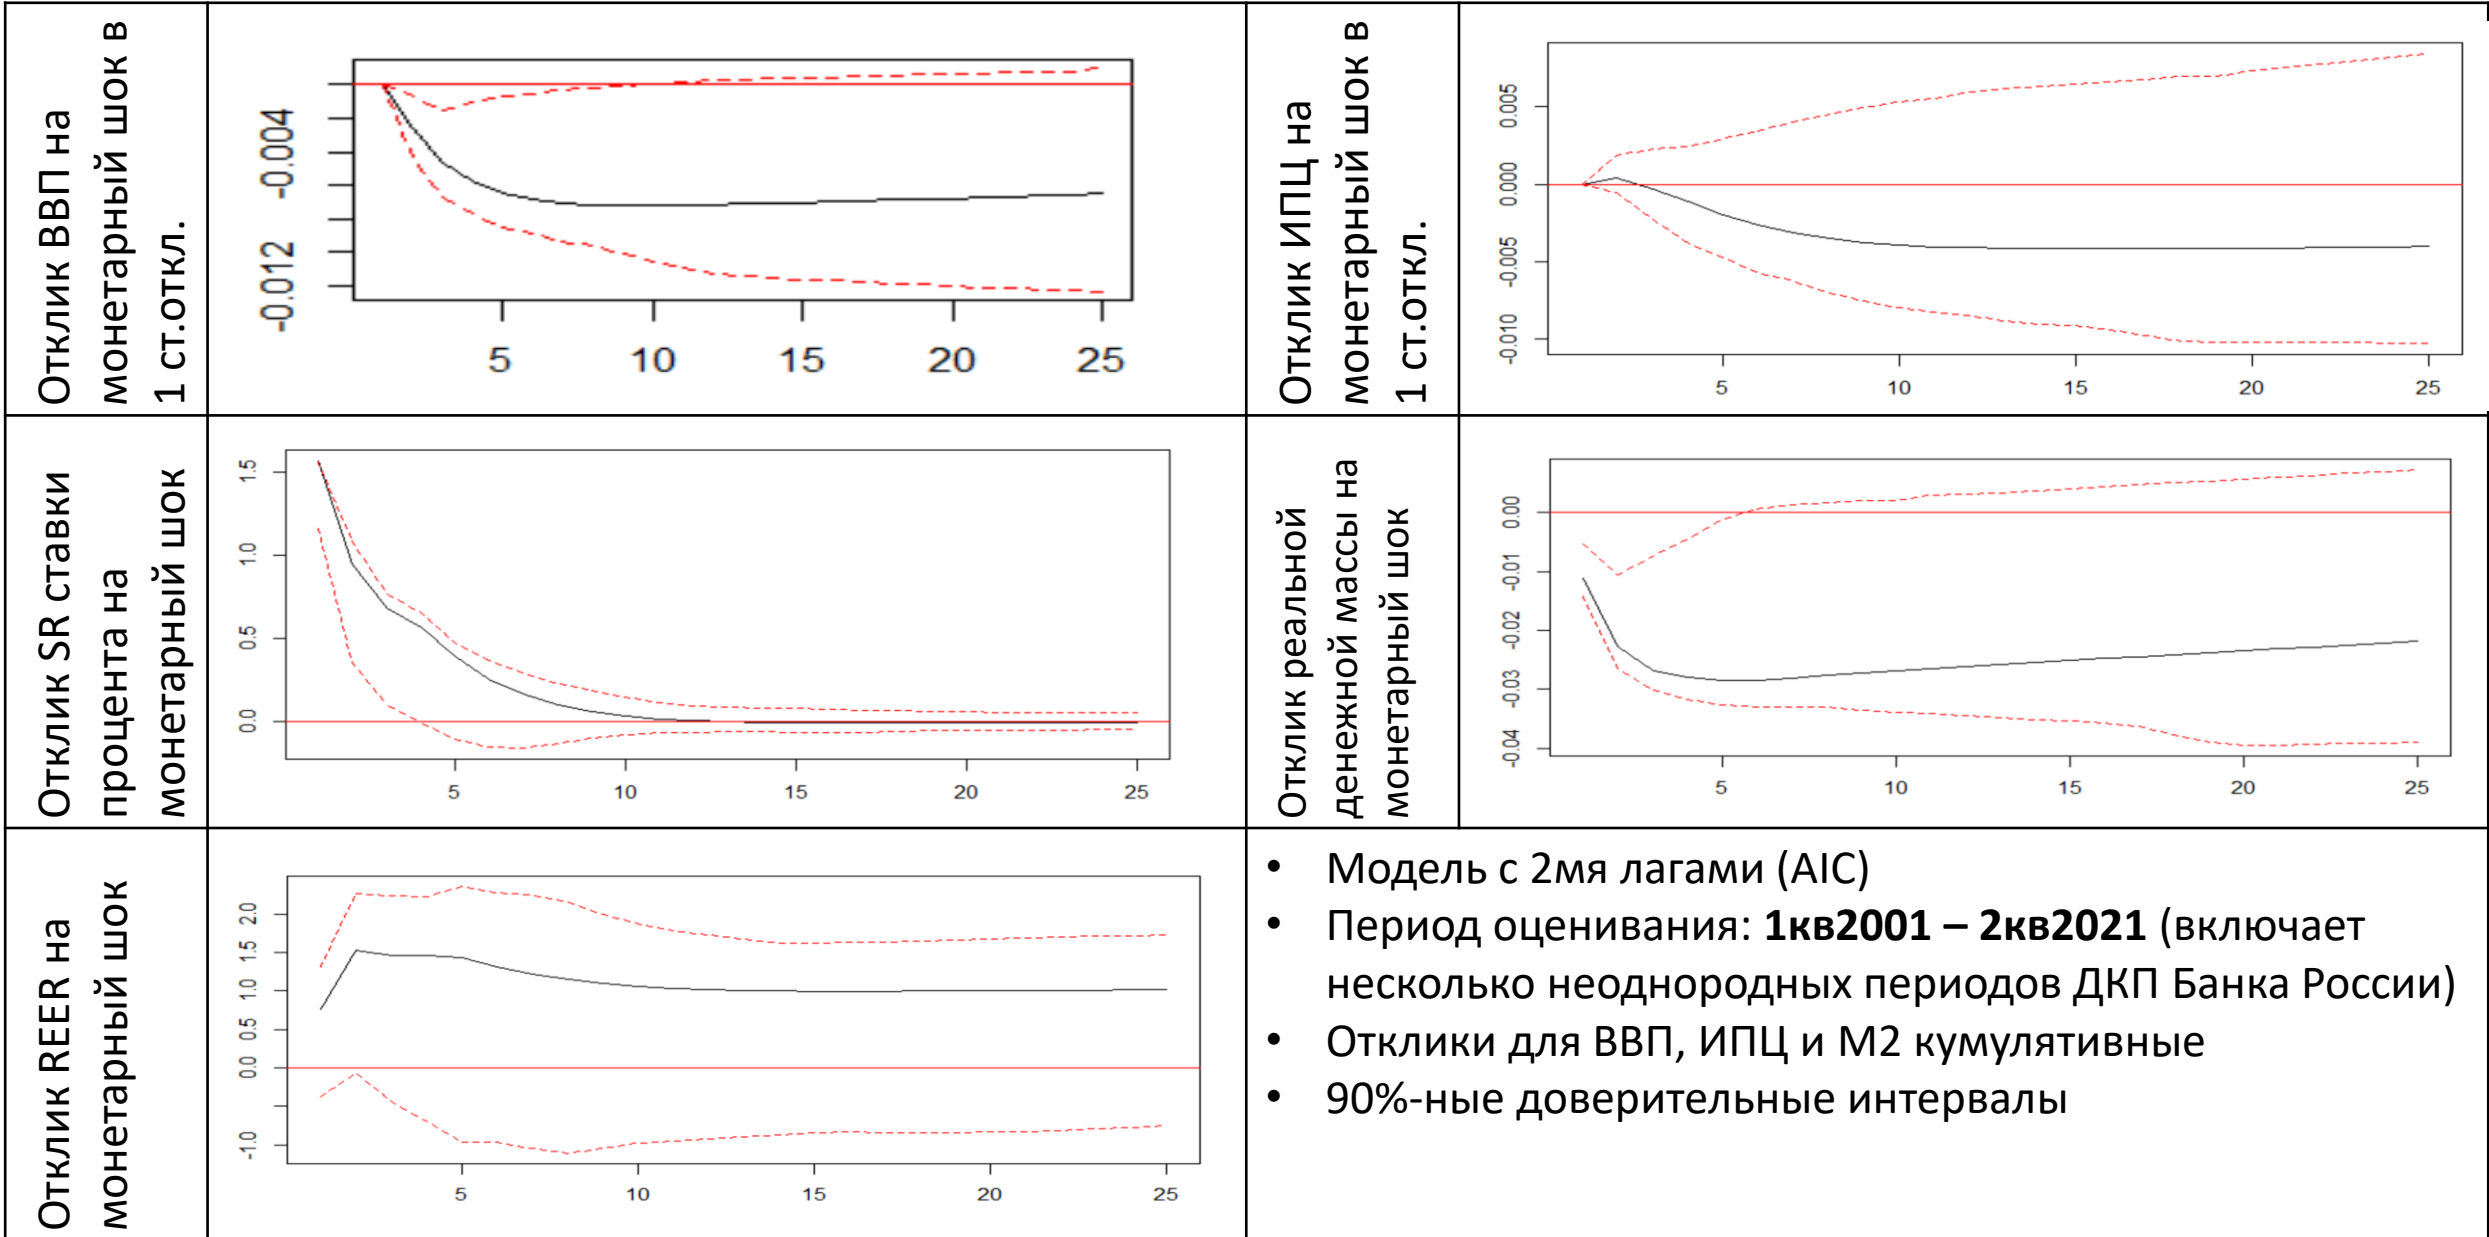 Отклик ВВП на
монетарный шок в
1 ст.откл.
-0.004
-0.012
5 10 15 20 25
Отклик ИПЦ на
монетарный шок в
1 ст.откл.
0.005
0.000
-0.005
-0.010
5 10 15 20 25
Отклик SR ставки
процента на
монетарный шок
1.5
1.0
0.5
0.0
5 10 15 20 25
Отклик реальной
денежной массы на
монетарный шок
0.00
-0.01
-0.02
-0.03
-0.04
5 10 15 20 25
Отклик REER на
монетарный шок
2.0
1.5
1.0
0.5
0.0
-1.0
5 10 15 20 25
• Модель с 2мя лагами (AIC)
• Период оценивания: 1кв2001 – 2кв2021 (включает
несколько неоднородных периодов ДКП Банка России)
• Отклики для ВВП, ИПЦ и М2 кумулятивные
• 90%-ные доверительные интервалы